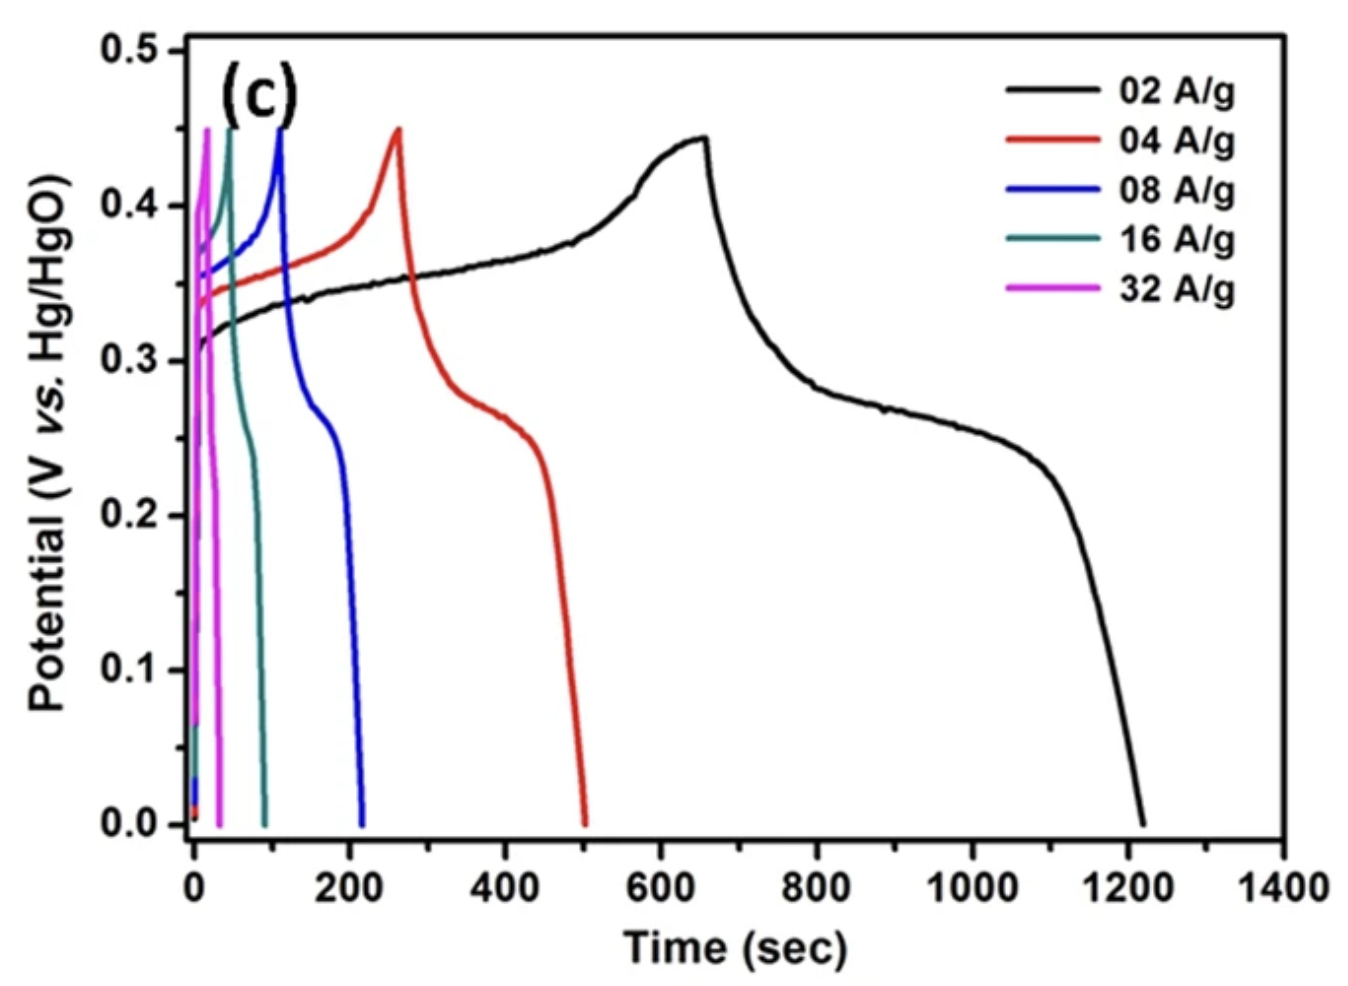 (c)
02 A/g
04 A/g
08 A/g
16 A/g
32 A/g
Potential (V vs. Hg/HgO)
0.5
0.4
0.3
0.2
0.1
0.0
0 200 400 600 800 1000 1200 1400
Time (sec)